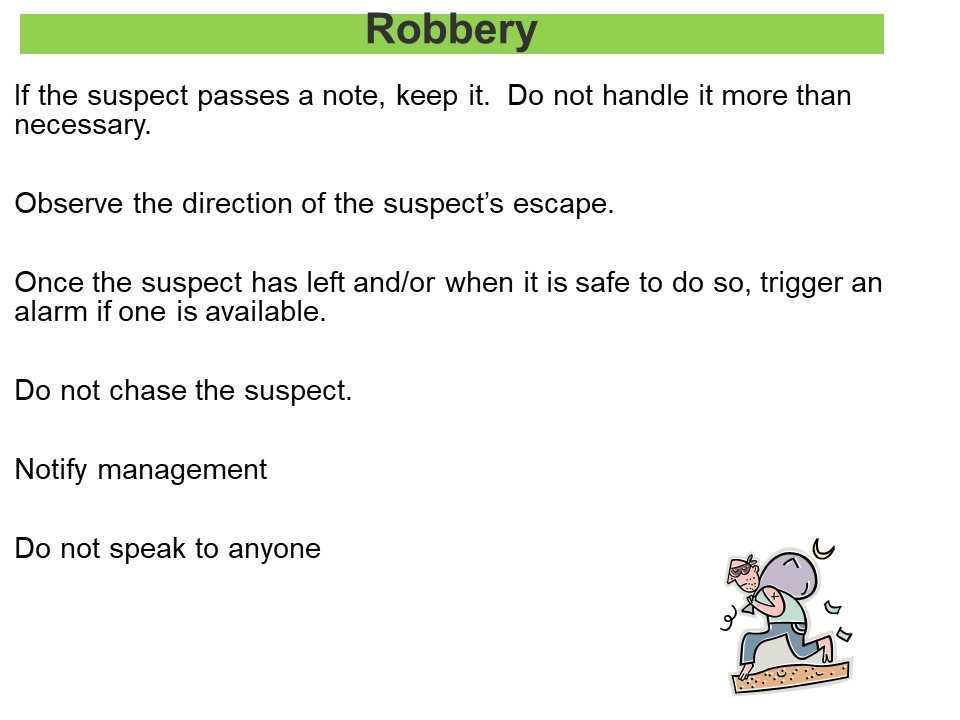 Robbery
If the suspect passes a note, keep it.  Do not handle it more than
necessary.
Observe the direction of the suspect’s escape.
Once the suspect has left and/or when it is safe to do so, trigger an
alarm if one is available.
Do not chase the suspect.
Notify management
Do not speak to anyone